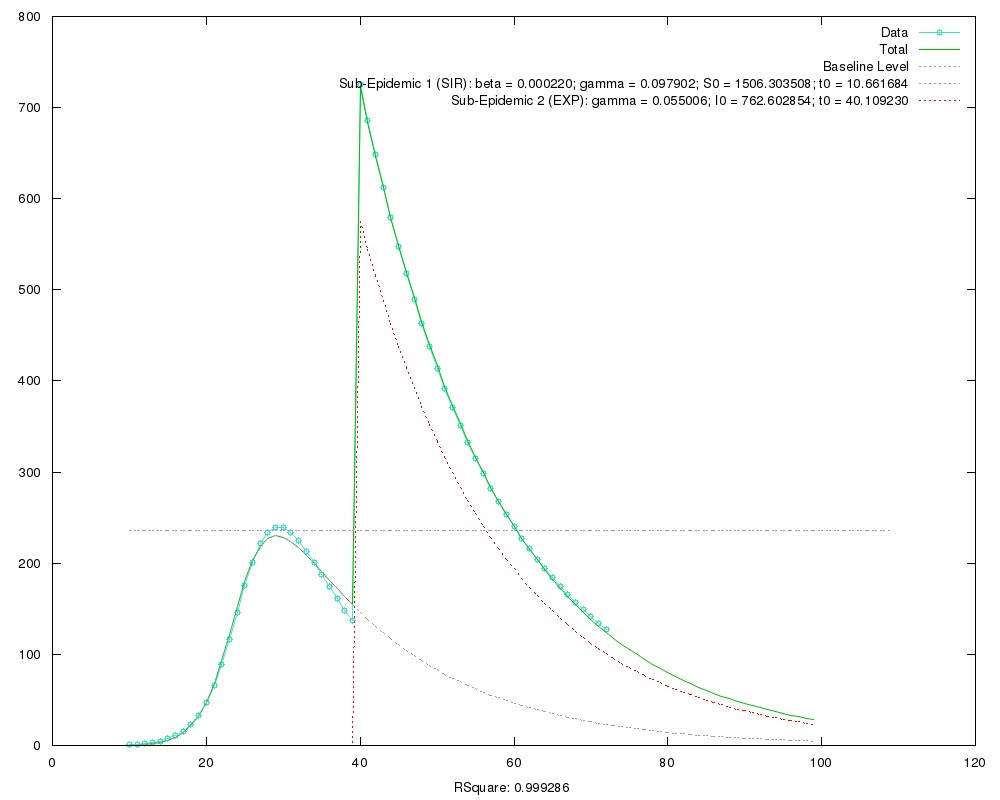 800
700
600
500
400
300
200
100
0
0 20 40 60 80 100 120
Data
Total
Baseline Level
Sub-Epidemic 1 (SIR): beta = 0.000220; gamma = 0.097902; S0 = 1506.303508; t0 = 10.661684
Sub-Epidemic 2 (EXP): gamma = 0.055006; I0 = 762.602854; t0 = 40.109230
RSquare: 0.999286